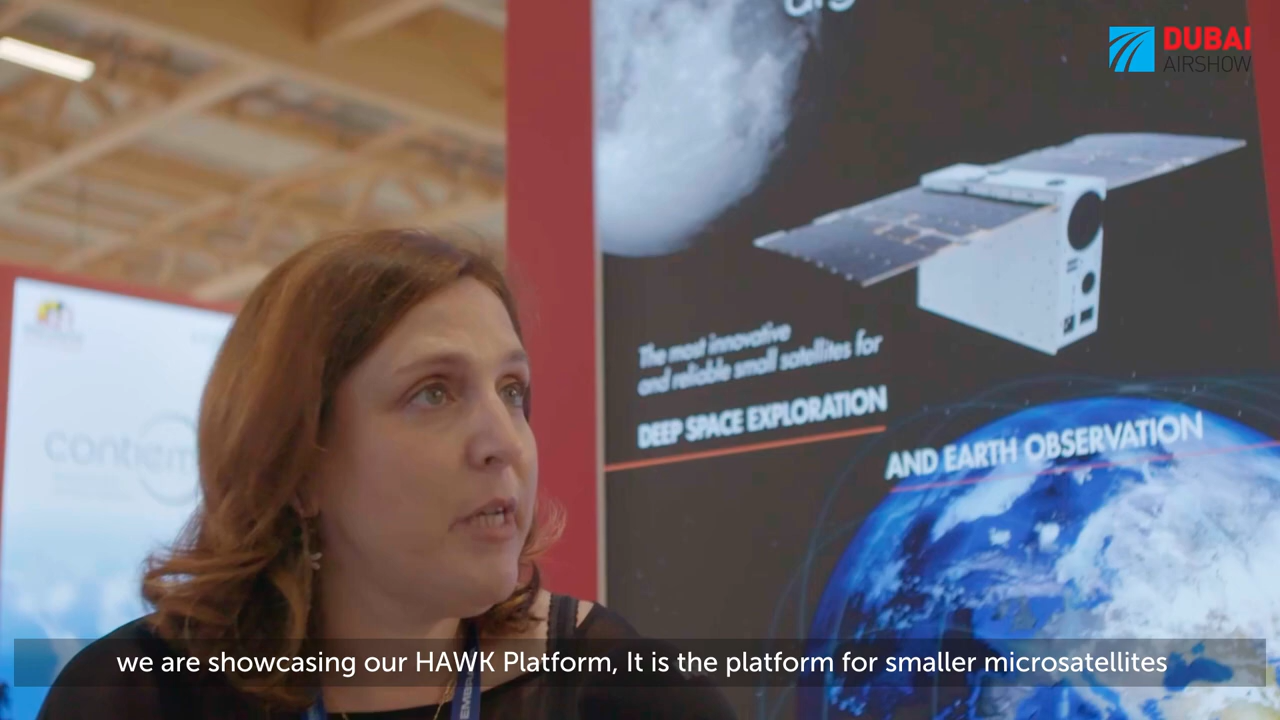 DUBAI
AIRSHOW
The most innovative
and reliable small satellites for
DEEP SPACE EXPLORATION
AND EARTH OBSERVATION
we are showcasing our HAWK Platform, It is the platform for smaller microsatellites